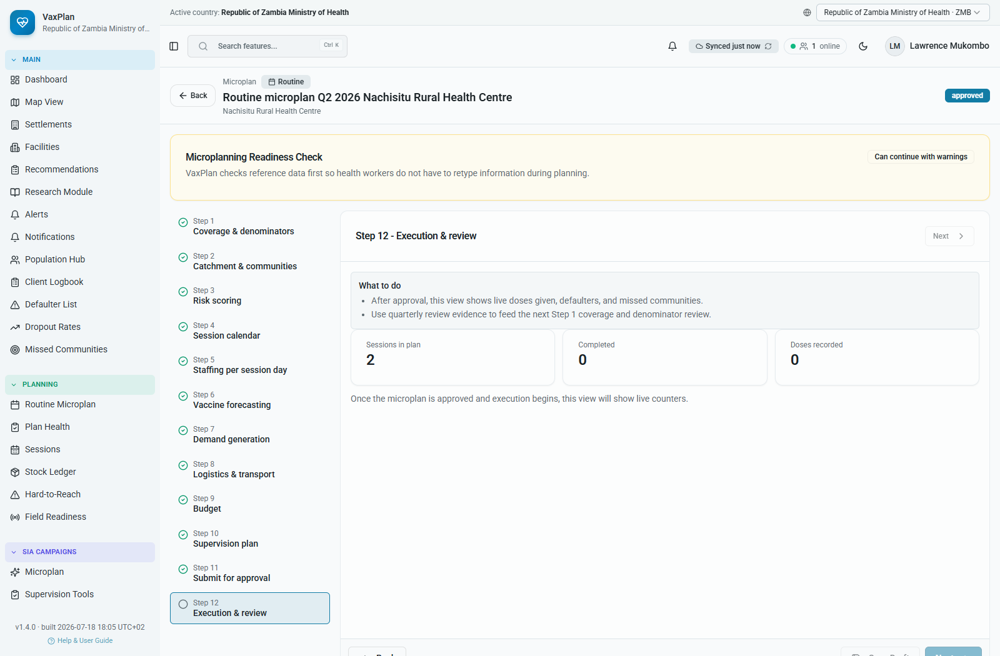 VaxPlan
Republic of Zambia Ministry of...
MAIN
Dashboard
Map View
Settlements
Facilities
Recommendations
Research Module
Alerts
Notifications
Population Hub
Client Logbook
Defaulter List
Dropout Rates
Missed Communities
PLANNING
Routine Microplan
Plan Health
Sessions
Stock Ledger
Hard-to-Reach
Field Readiness
SIA CAMPAIGNS
Microplan
Supervision Tools
v1.4.0 · built 2026-07-18 18:05 UTC+02
Help & User Guide
Active country: Republic of Zambia Ministry of Health
Republic of Zambia Ministry of Health · ZMB
Search features... Ctrl K
Synced just now
1 online
LM Lawrence Mukombo
Back
Microplan Routine
Routine microplan Q2 2026 Nachisitu Rural Health Centre
Nachisitu Rural Health Centre
approved
Microplanning Readiness Check
Can continue with warnings
VaxPlan checks reference data first so health workers do not have to retype information during planning.
Step 1
Coverage & denominators
Step 2
Catchment & communities
Step 3
Risk scoring
Step 4
Session calendar
Step 5
Staffing per session day
Step 6
Vaccine forecasting
Step 7
Demand generation
Step 8
Logistics & transport
Step 9
Budget
Step 10
Supervision plan
Step 11
Submit for approval
Step 12
Execution & review
Step 12 - Execution & review
Next
What to do
• After approval, this view shows live doses given, defaulters, and missed communities.
• Use quarterly review evidence to feed the next Step 1 coverage and denominator review.
Sessions in plan
2
Completed
0
Doses recorded
0
Once the microplan is approved and execution begins, this view will show live counters.